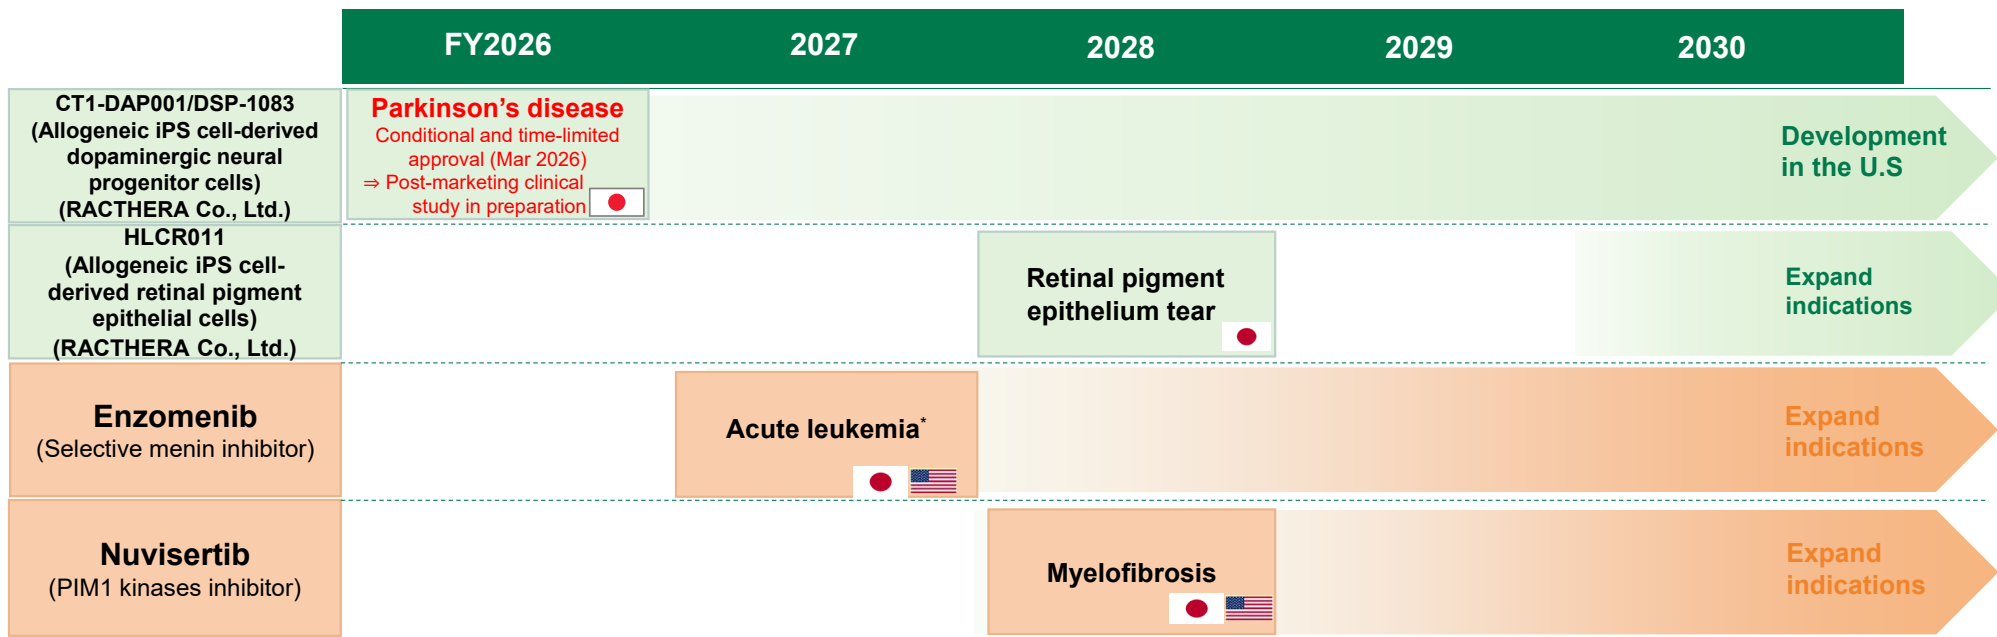 FY2026 2027 2028 2029 2030
CT1-DAP001/DSP-1083
(Allogeneic iPS cell-derived
dopaminergic neural
progenitor cells)
(RACTHERA Co., Ltd.)
Parkinson's disease
Conditional and time-limited
approval (Mar 2026)
⇒ Post-marketing clinical
study in preparation
Development
in the U.S
HLCR011
(Allogeneic iPS cell-
derived retinal pigment
epithelial cells)
(RACTHERA Co., Ltd.)
Retinal pigment
epithelium tear
Expand
indications
Enzomenib
(Selective menin inhibitor)
Acute leukemia*
Expand
indications
Nuvisertib
(PIM1 kinases inhibitor)
Myelofibrosis
Expand
indications